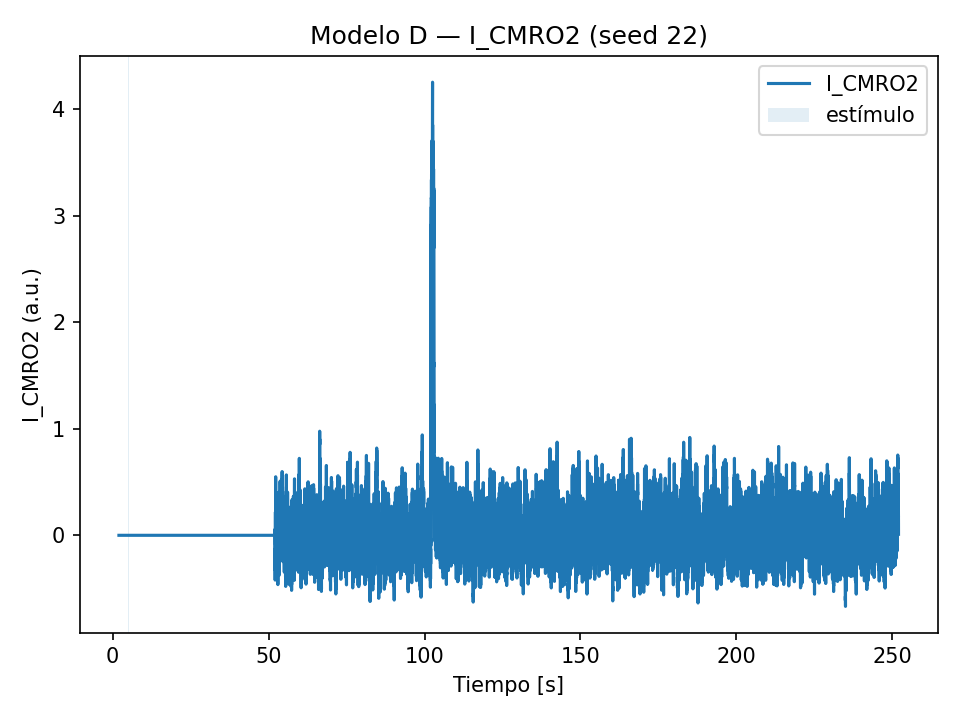 Modelo D — I_CMRO2 (seed 22)
I_CMRO2
estímulo
I_CMRO2 (a.u.)
4
3
2
1
0
0 50 100 150 200 250
Tiempo [s]